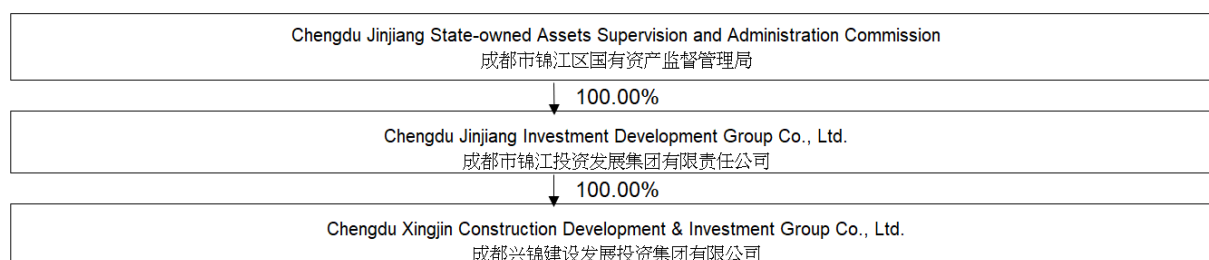 Chengdu Jinjiang State-owned Assets Supervision and Administration Commission
成都市锦江区国有资产监督管理局
100.00%
Chengdu Jinjiang Investment Development Group Co., Ltd.
成都市锦江投资发展集团有限责任公司
100.00%
Chengdu Xingjin Construction Development & Investment Group Co., Ltd.
成都兴锦建设发展投资集团有限公司